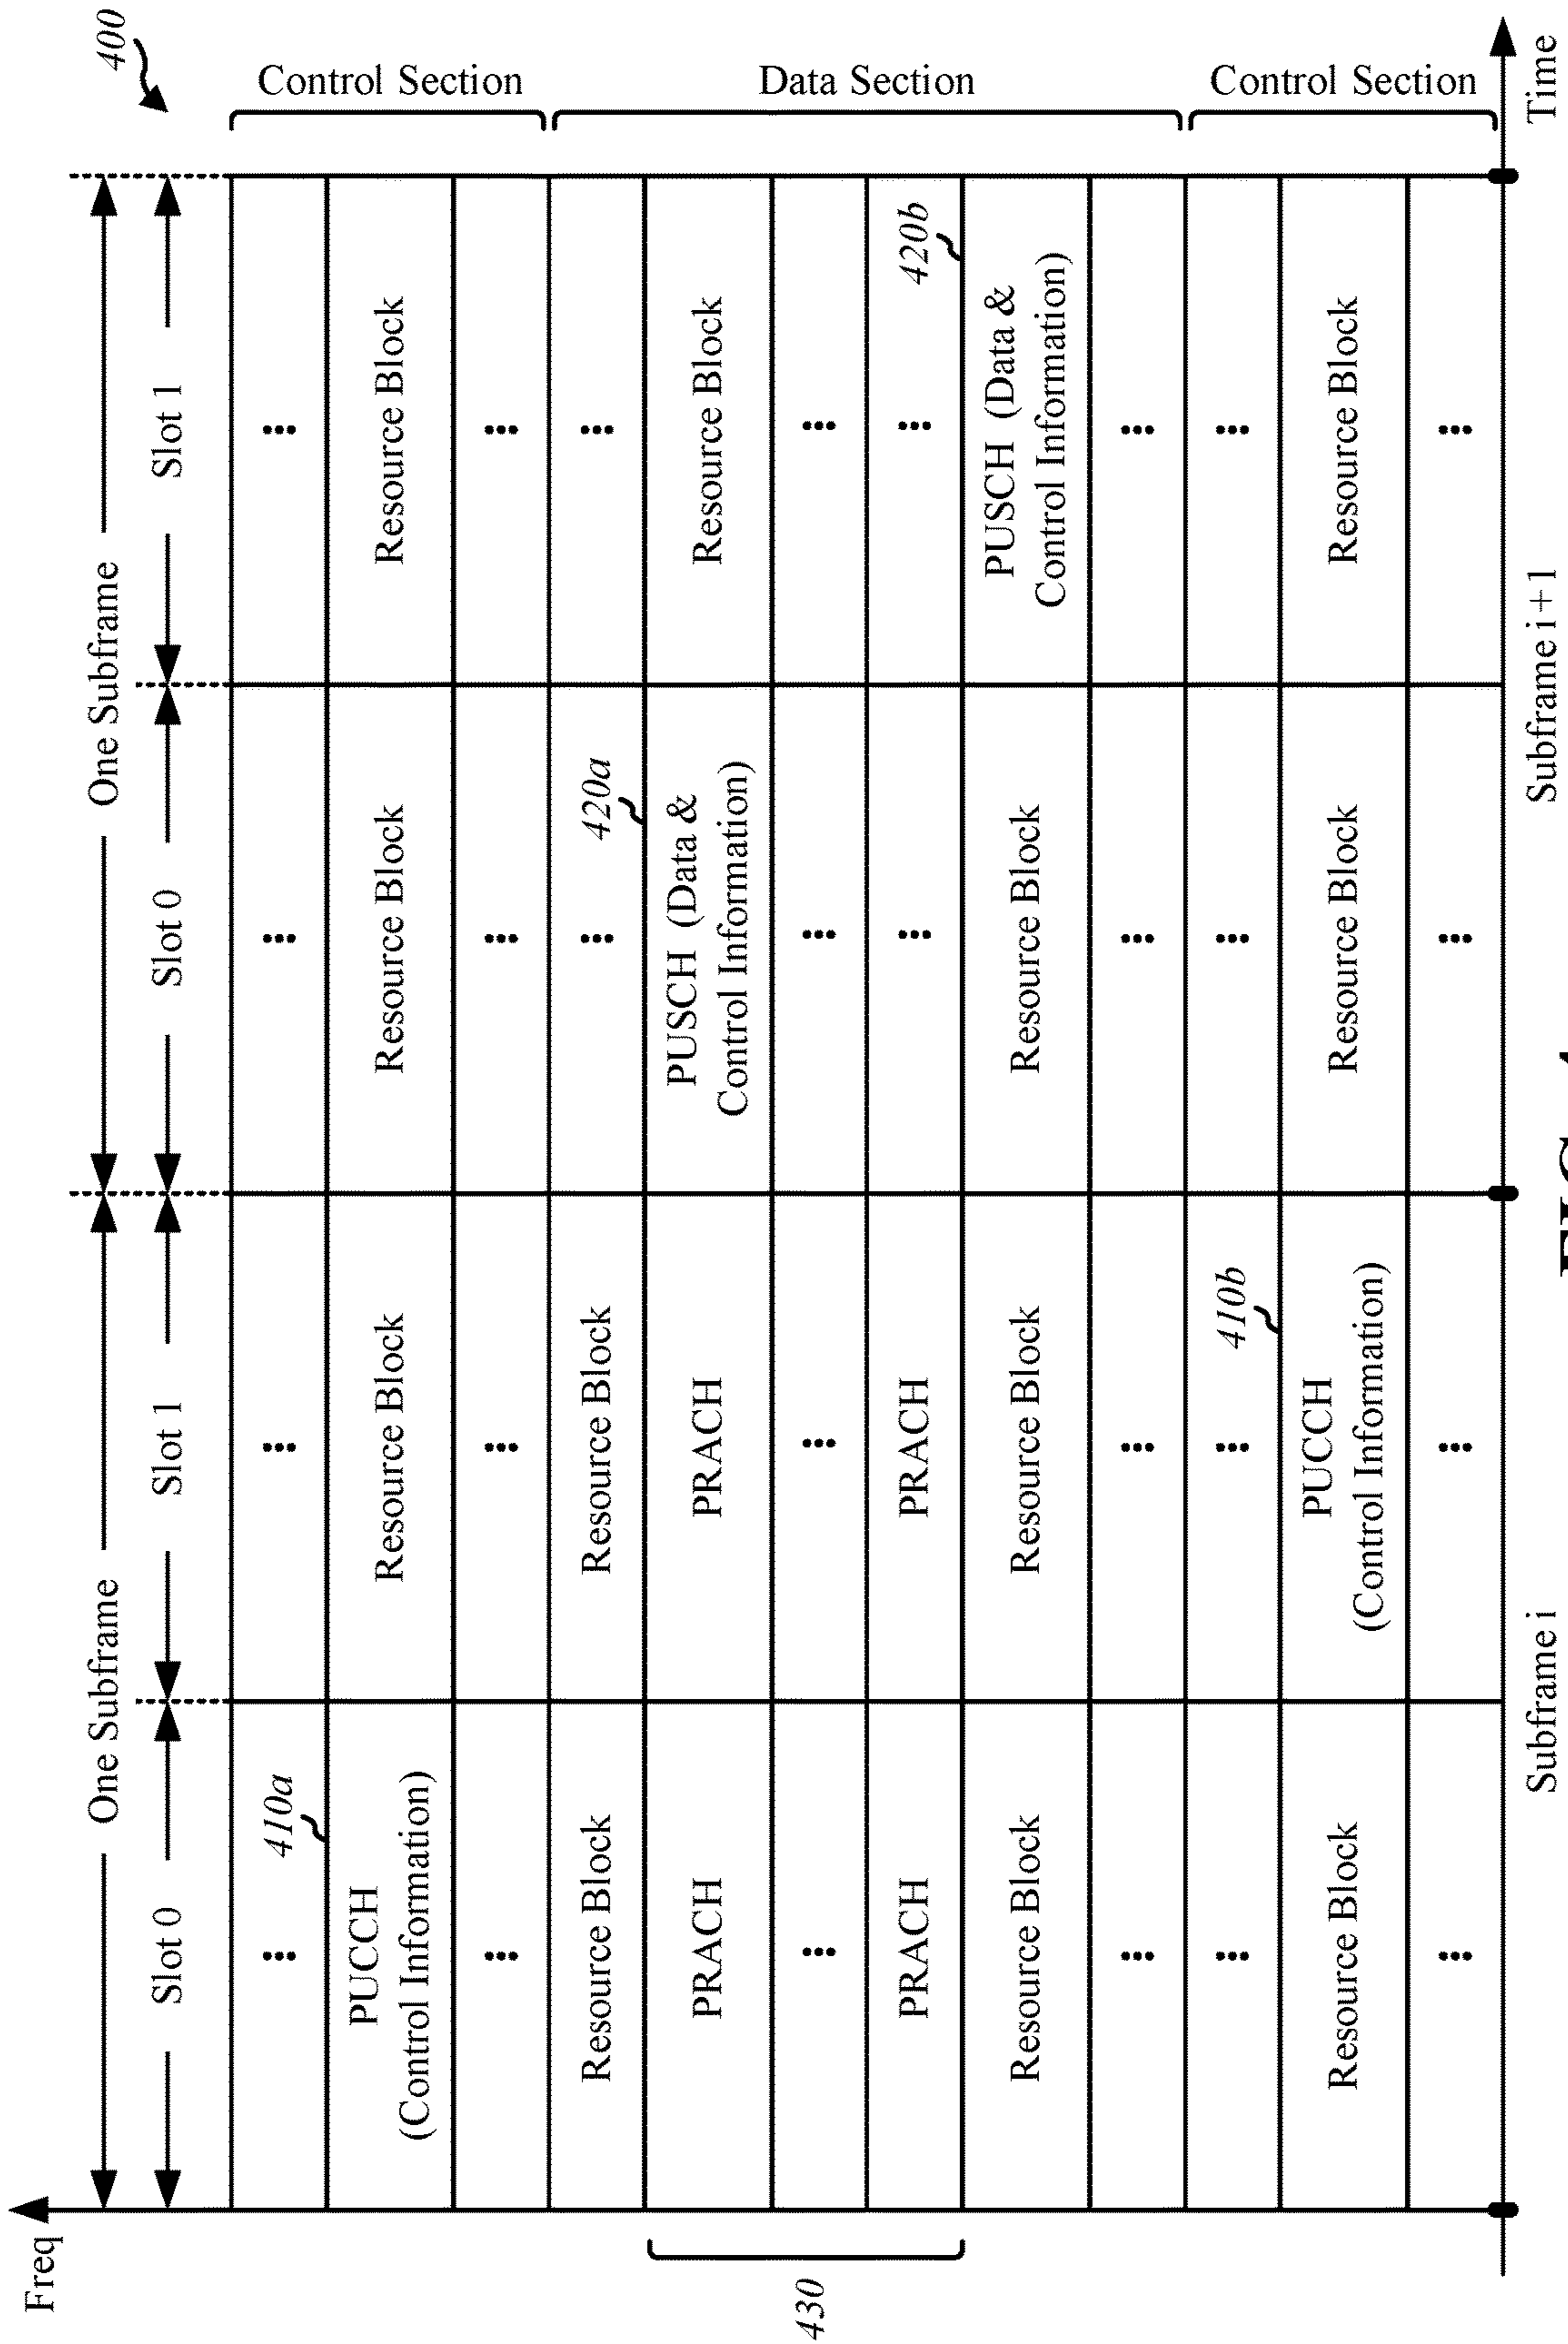 Freq
400
One Subframe
One Subframe
Slot 0
Slot 1
Slot 0
Slot 1
410a
PUCCH
(Control Information)
Resource Block
Resource Block
Resource Block
Control Section
Resource Block
Resource Block
420a
430
PRACH
PRACH
PUSCH (Data &
Control Information)
Resource Block
Data Section
PRACH
PRACH
420b
Resource Block
Resource Block
Resource Block
PUSCH (Data &
Control Information)
410b
Resource Block
PUCCH
(Control Information)
Resource Block
Resource Block
Control Section
Subframe i
Subframe i + 1
Time